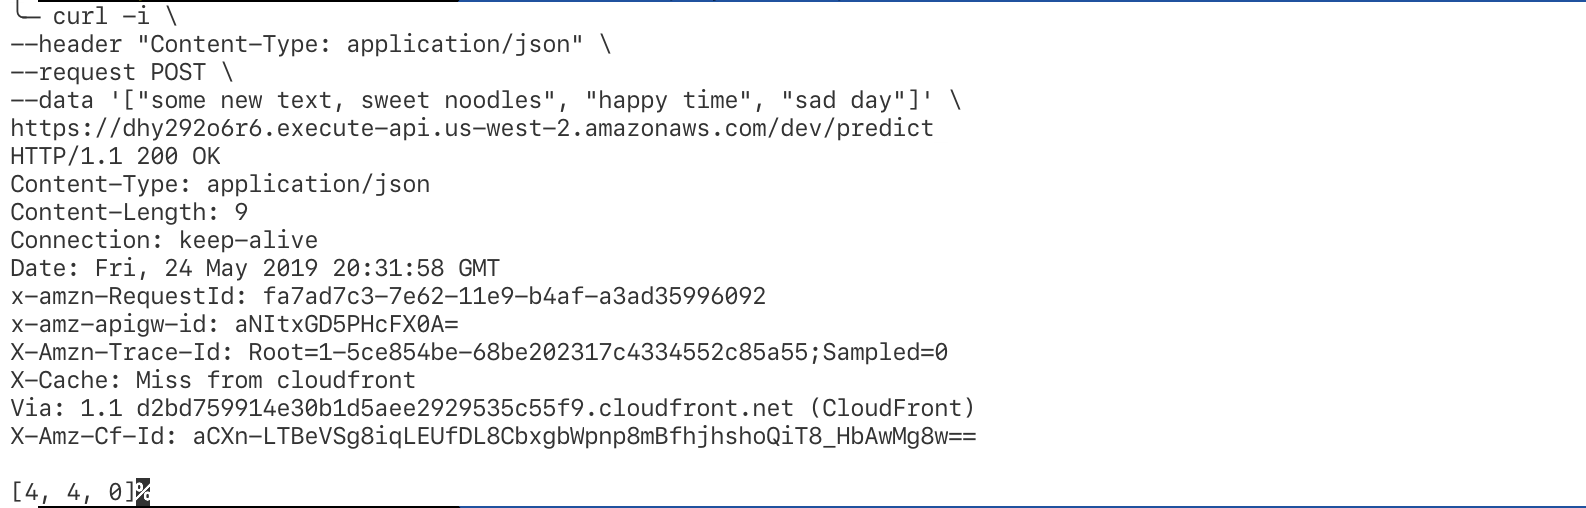 ╰─ curl -i \
--header "Content-Type: application/json" \
--request POST \
--data '["some new text, sweet noodles", "happy time", "sad day"]' \
https://dhy292o6r6.execute-api.us-west-2.amazonaws.com/dev/predict
HTTP/1.1 200 OK
Content-Type: application/json
Content-Length: 9
Connection: keep-alive
Date: Fri, 24 May 2019 20:31:58 GMT
x-amzn-RequestId: fa7ad7c3-7e62-11e9-b4af-a3ad35996092
x-amz-apigw-id: aNItxGD5PHcFX0A=
X-Amzn-Trace-Id: Root=1-5ce854be-68be202317c4334552c85a55;Sampled=0
X-Cache: Miss from cloudfront
Via: 1.1 d2bd759914e30b1d5aee2929535c55f9.cloudfront.net (CloudFront)
X-Amz-Cf-Id: aCXn-LTBeVSg8iqLEUfDL8CbxgbWpnp8mBfhjhshoQiT8_HbAwMg8w==

[4, 4, 0]%